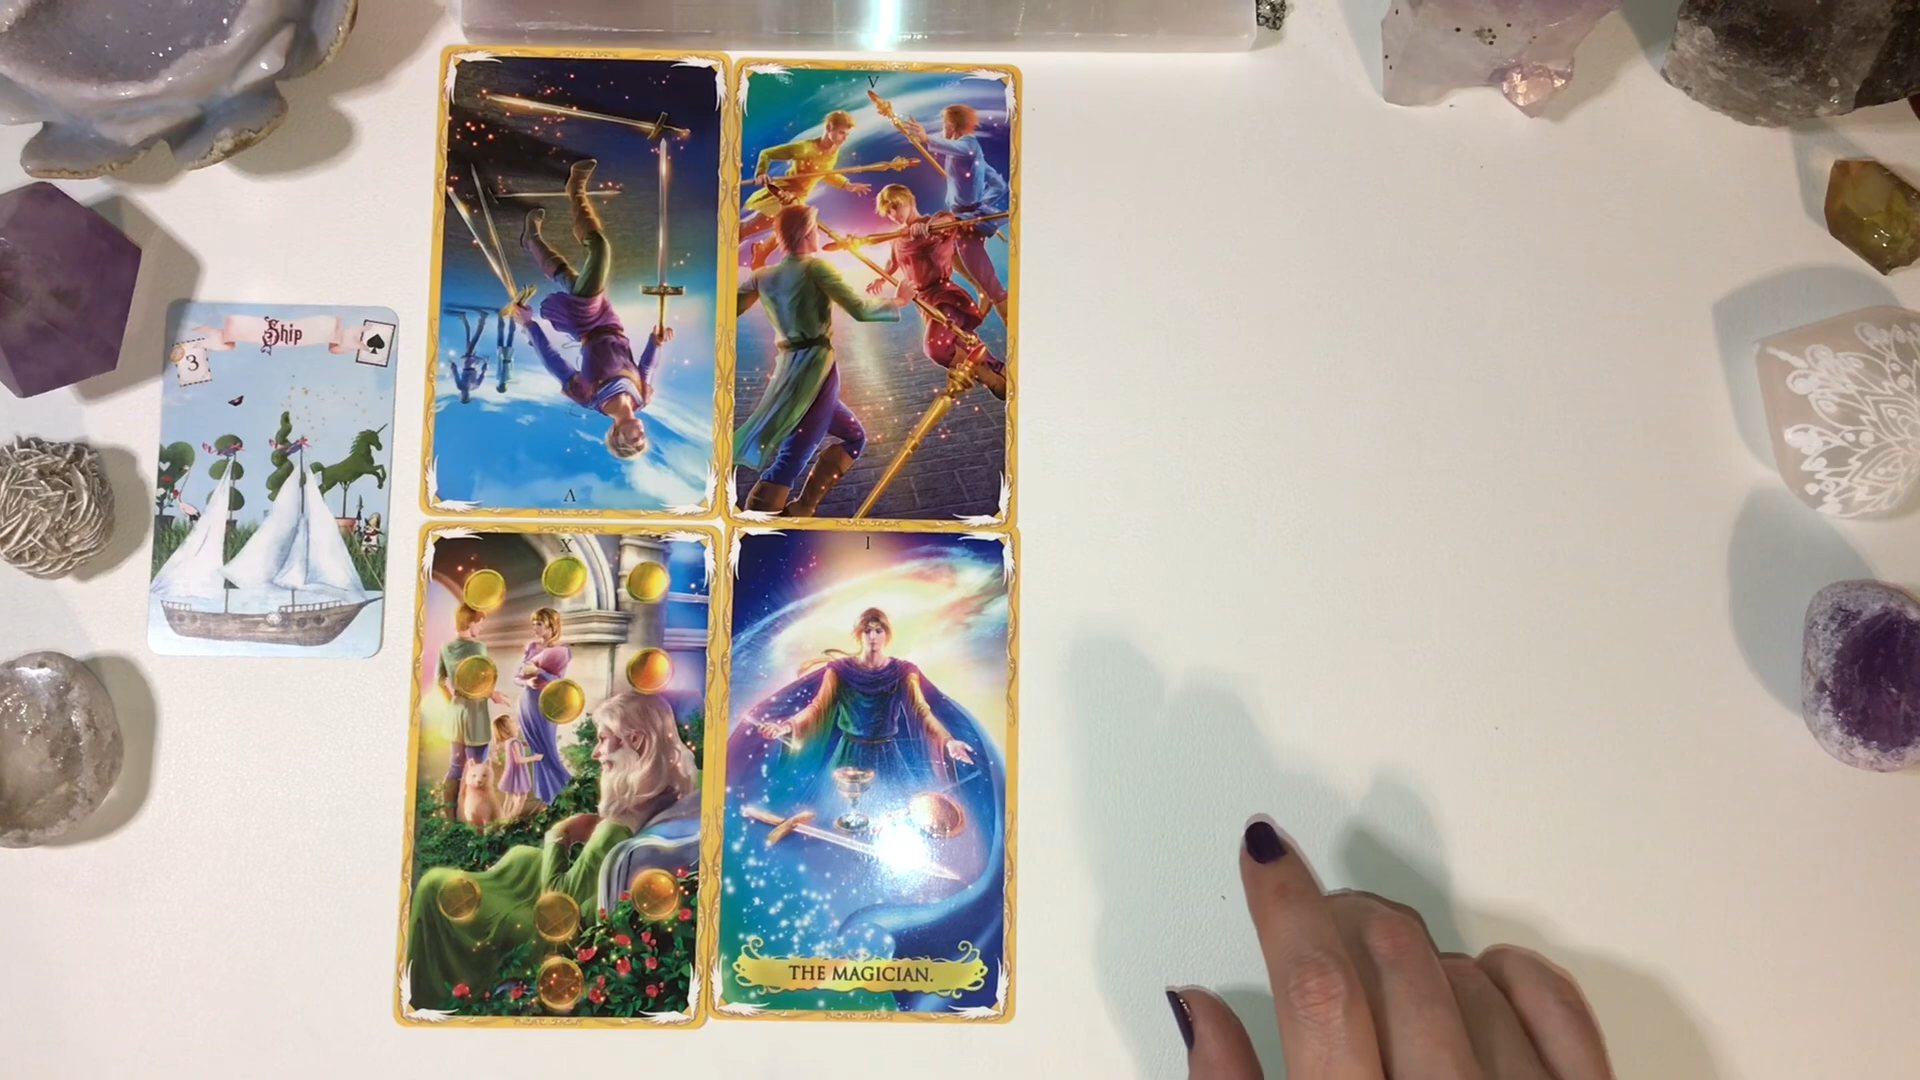 Ship
3
V
V
X
I
THE MAGICIAN.